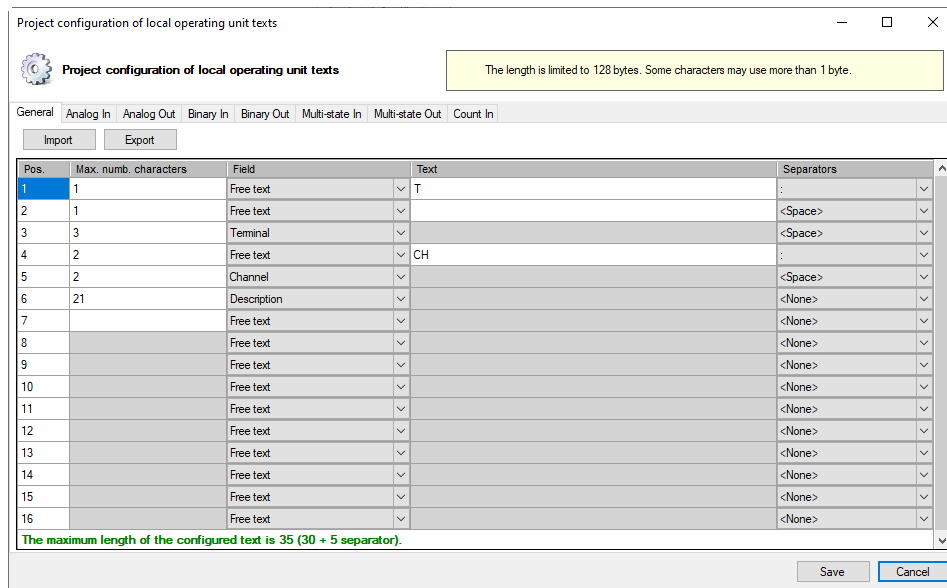 Project configuration of local operating unit texts
Project configuration of local operating unit texts
The length is limited to 128 bytes. Some characters may use more than 1 byte.
General Analog In Analog Out Binary In Binary Out Multi-state In Multi-state Out Count In
Import Export
Pos. Max. numb. characters Field Text Separators
1 1 Free text T :
2 1 Free text <Space>
3 3 Terminal <Space>
4 2 Free text CH :
5 2 Channel <Space>
6 21 Description <None>
7 Free text <None>
8 Free text <None>
9 Free text <None>
10 Free text <None>
11 Free text <None>
12 Free text <None>
13 Free text <None>
14 Free text <None>
15 Free text <None>
16 Free text <None>
The maximum length of the configured text is 35 (30 + 5 separator).
Save Cancel